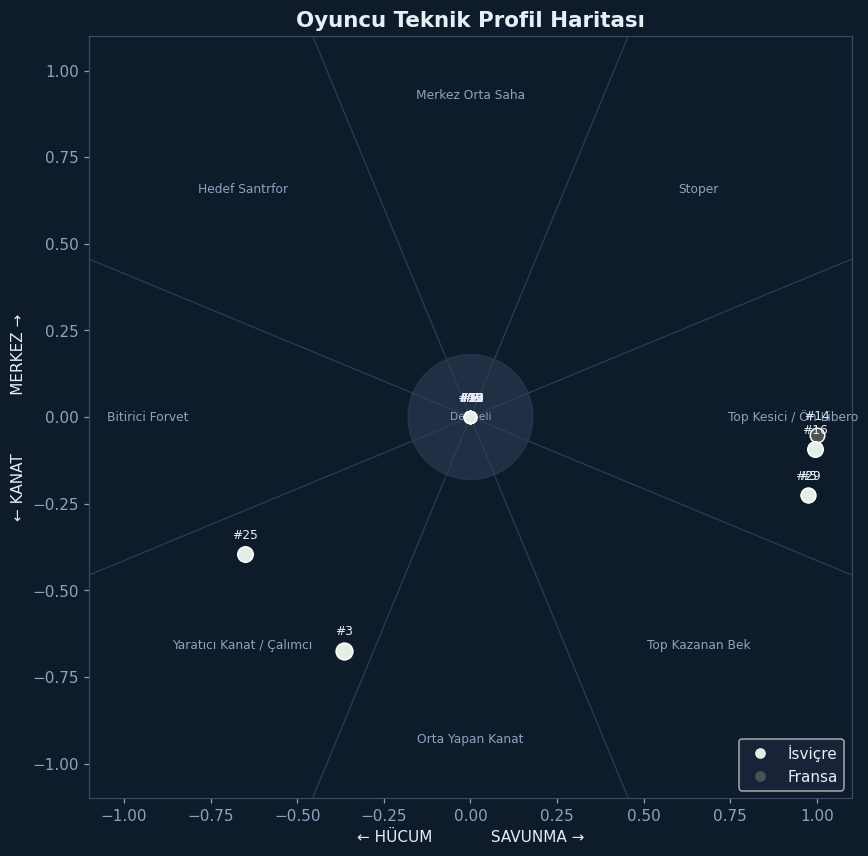 Oyuncu Teknik Profil Haritası
Merkez Orta Saha
Hedef Santrfor
Stoper
Bitirici Forvet
Top Kesici /
#14
#16
#25
#3
Yaratıcı Kanat / Çalımcı
Top Kazanan Bek
Orta Yapan Kanat
1.00
0.75
0.50
0.25
0.00
−0.25
−0.50
−0.75
−1.00
← KANAT
MERKEZ →
−1.00
−0.75
−0.50
−0.25
0.00
0.25
0.50
0.75
1.00
← HÜCUM
SAVUNMA →
İsviçre
Fransa